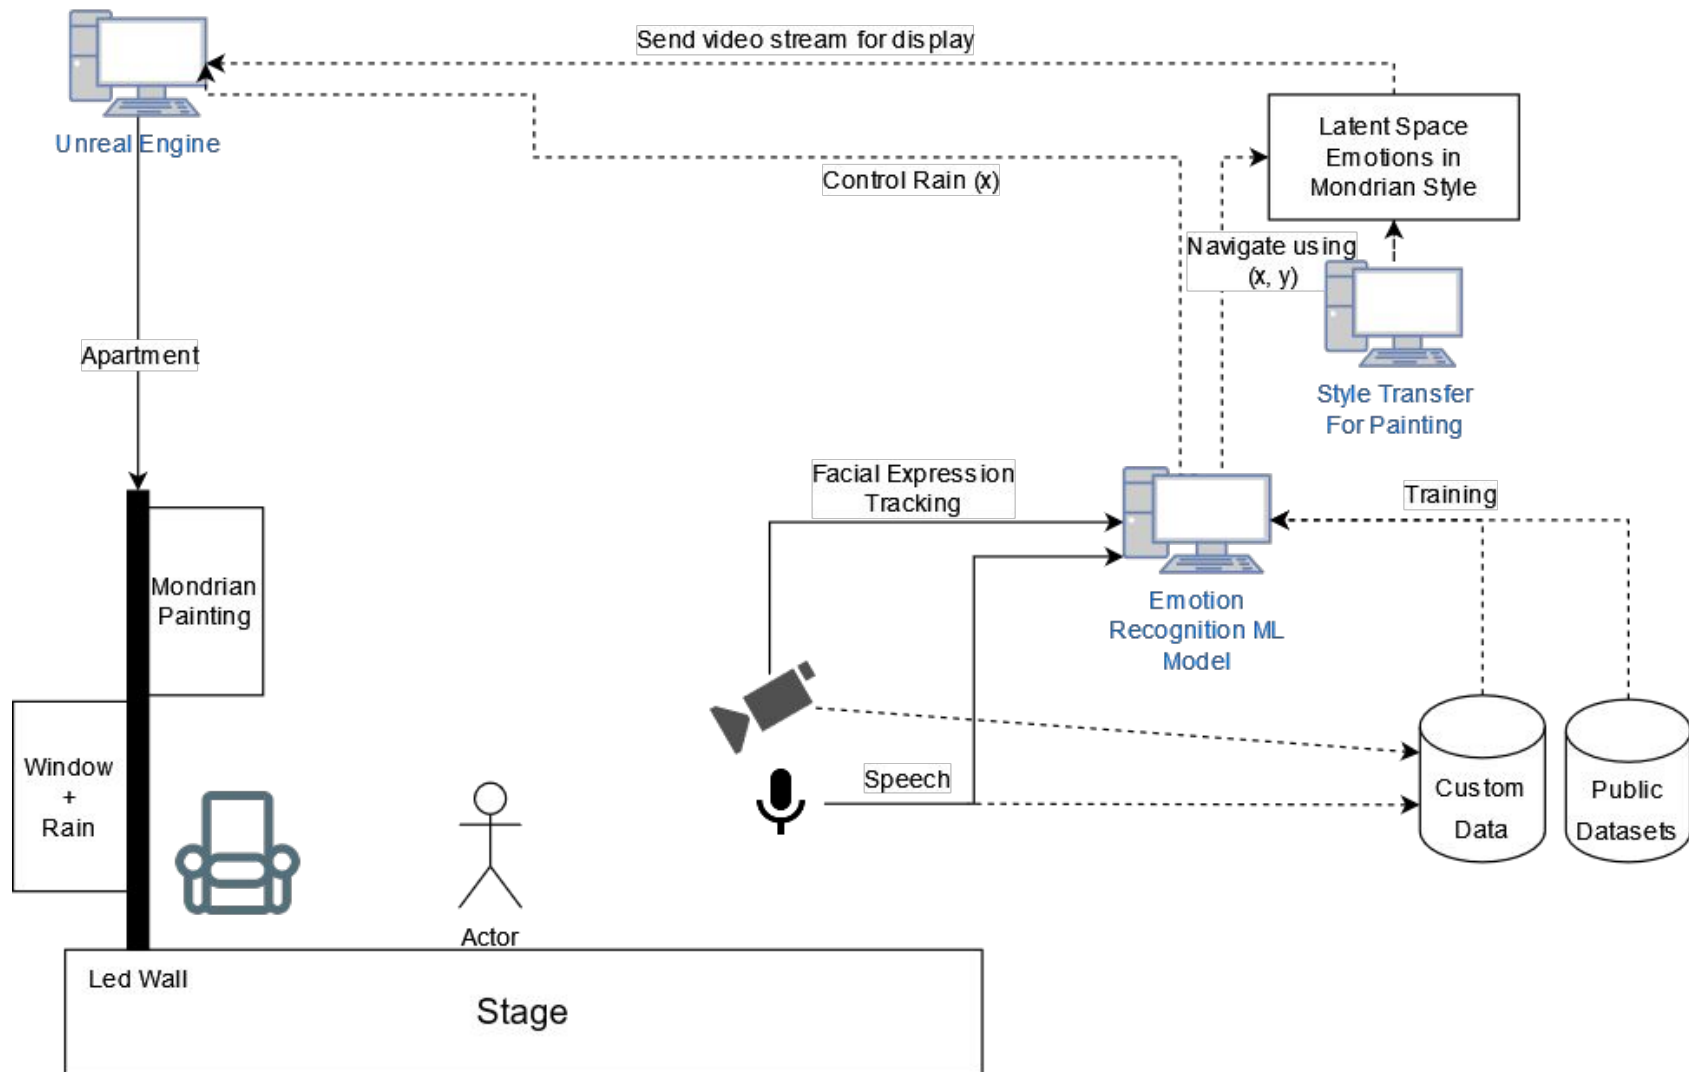 Send video stream for display
Unreal Engine
Latent Space
Emotions in
Mondrian Style
Control Rain (x)
Navigate using
(x, y)
Apartment
Style Transfer
For Painting
Facial Expression
Tracking
Training
Mondrian
Painting
Emotion
Recognition ML
Model
Window
+
Rain
Speech
Custom
Data
Public
Datasets
Actor
Led Wall
Stage